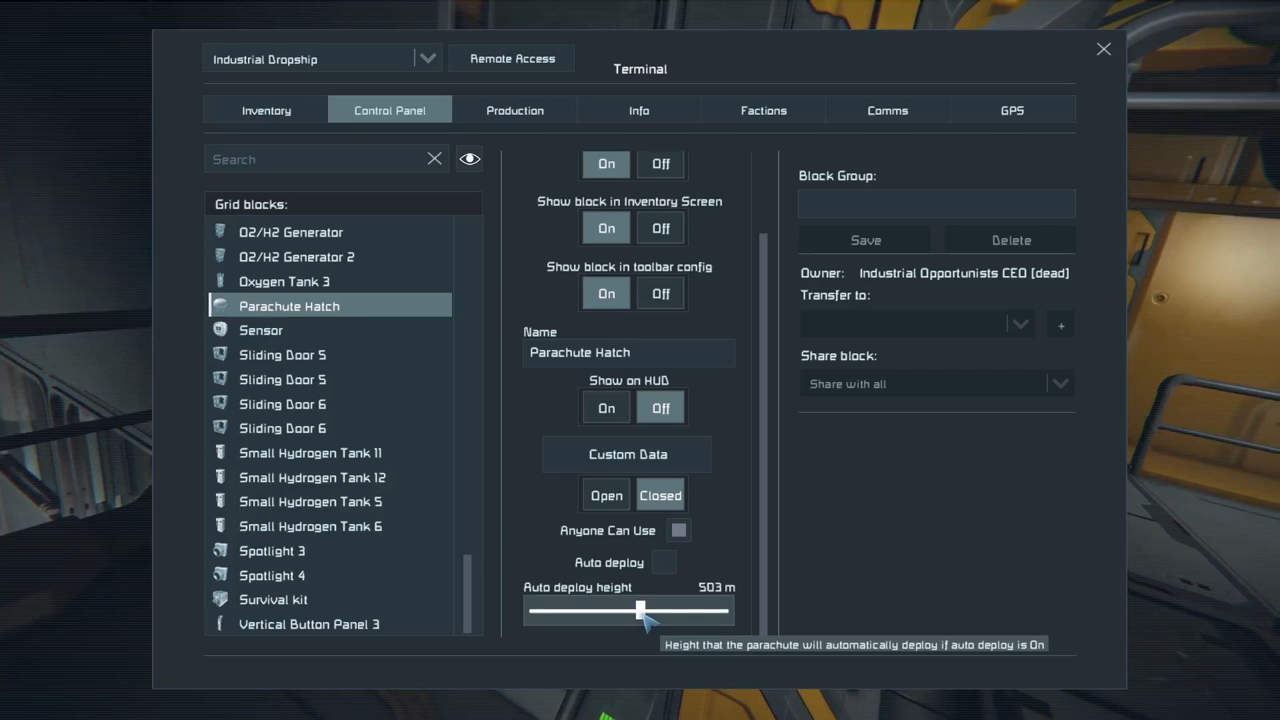 Industrial Dropship
Remote Access
Terminal
Inventory
Control Panel
Production
Info
Factions
Comms
GPS
Search
Grid blocks:
O2/H2 Generator
O2/H2 Generator 2
Oxygen Tank 3
Parachute Hatch
Sensor
Sliding Door 5
Sliding Door 5
Sliding Door 6
Sliding Door 6
Small Hydrogen Tank 11
Small Hydrogen Tank 12
Small Hydrogen Tank 5
Small Hydrogen Tank 6
Spotlight 3
Spotlight 4
Survival kit
Vertical Button Panel 3
On Off
Show block in Inventory Screen
On Off
Show block in toolbar config
On Off
Name
Parachute Hatch
Show on HUD
On Off
Custom Data
Open Closed
Anyone Can Use
Auto deploy
Auto deploy height 503 m
Height that the parachute will automatically deploy if auto deploy is On
Block Group:
Save Delete
Owner: Industrial Opportunists CEO [dead]
Transfer to:
+
Share block:
Share with all